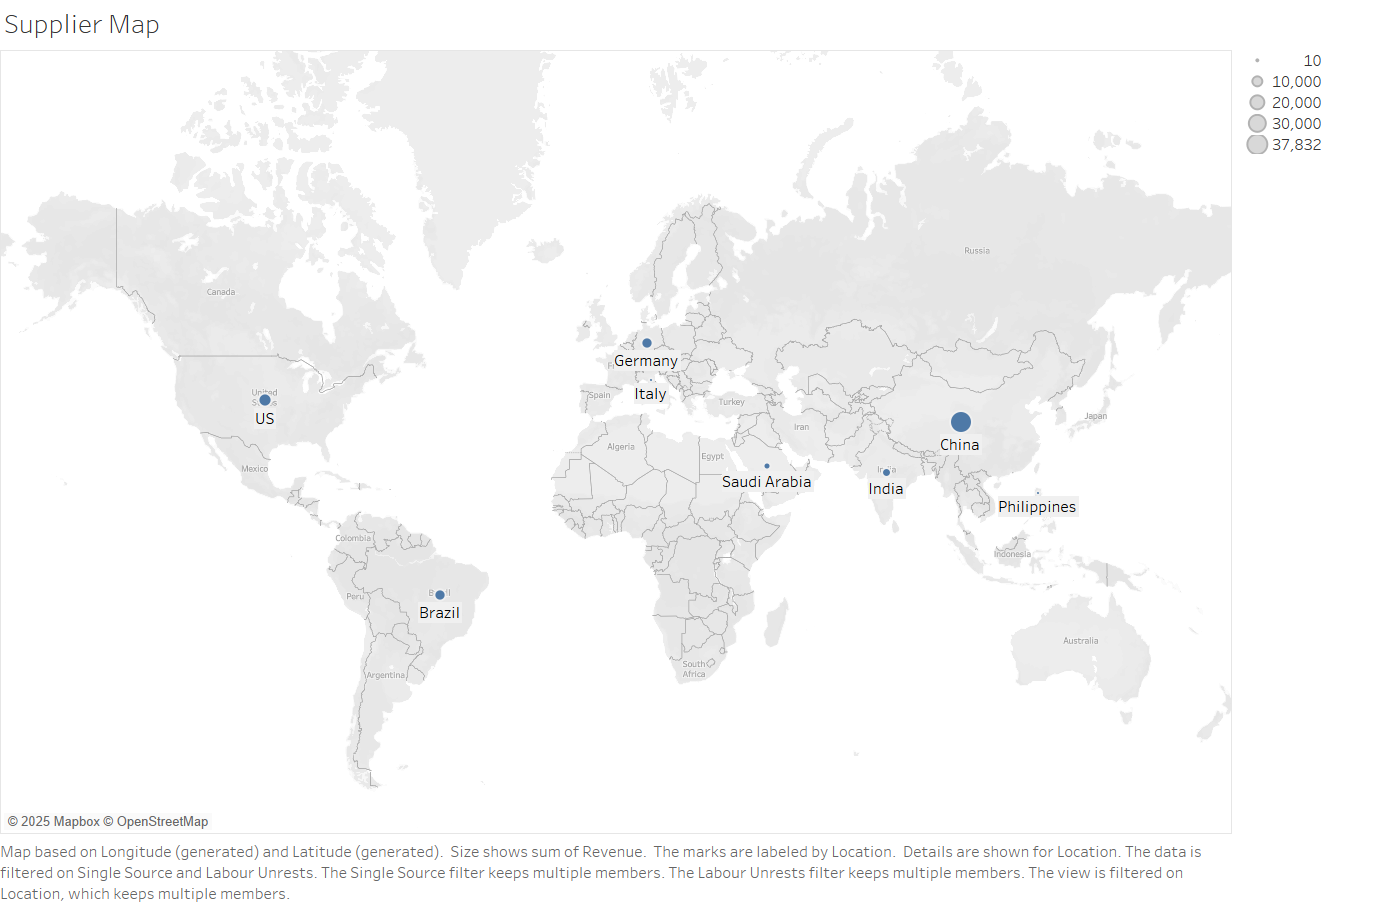 Supplier Map
10
10,000
20,000
30,000
37,832
Russia
Canada
Germany
United
US
Italy
Spain
Turkey
Japan
Iran
China
Mexico
Algeria
Egypt
Saudi Arabia
India
Philippines
Colombia
Indonesia
Peru
Brazil
Australia
South
Africa
Argentina
© 2025 Mapbox © OpenStreetMap
Map based on Longitude (generated) and Latitude (generated).  Size shows sum of Revenue.  The marks are labeled by Location.  Details are shown for Location. The data is
filtered on Single Source and Labour Unrests. The Single Source filter keeps multiple members. The Labour Unrests filter keeps multiple members. The view is filtered on
Location, which keeps multiple members.